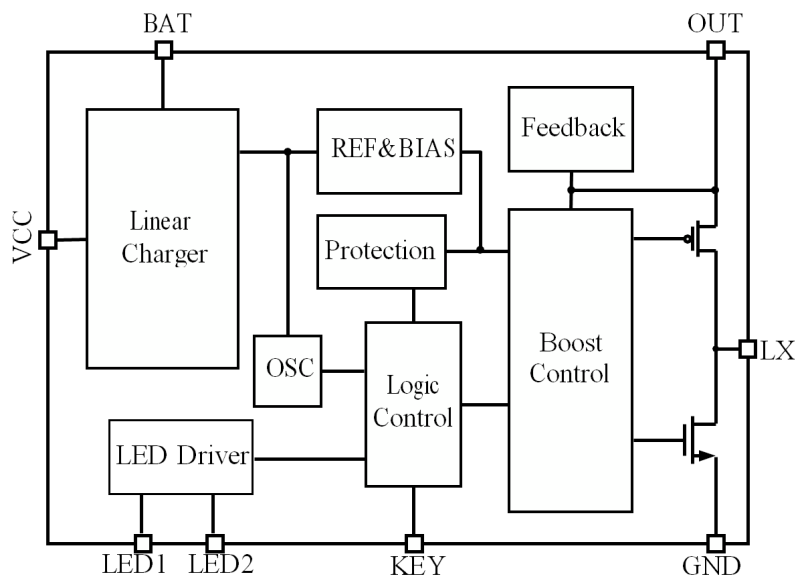 BAT
OUT
Feedback
REF&BIAS
Linear
Charger
VCC
Protection
Boost
Control
LX
OSC
Logic
Control
LED Driver
LED1
LED2
KEY
GND